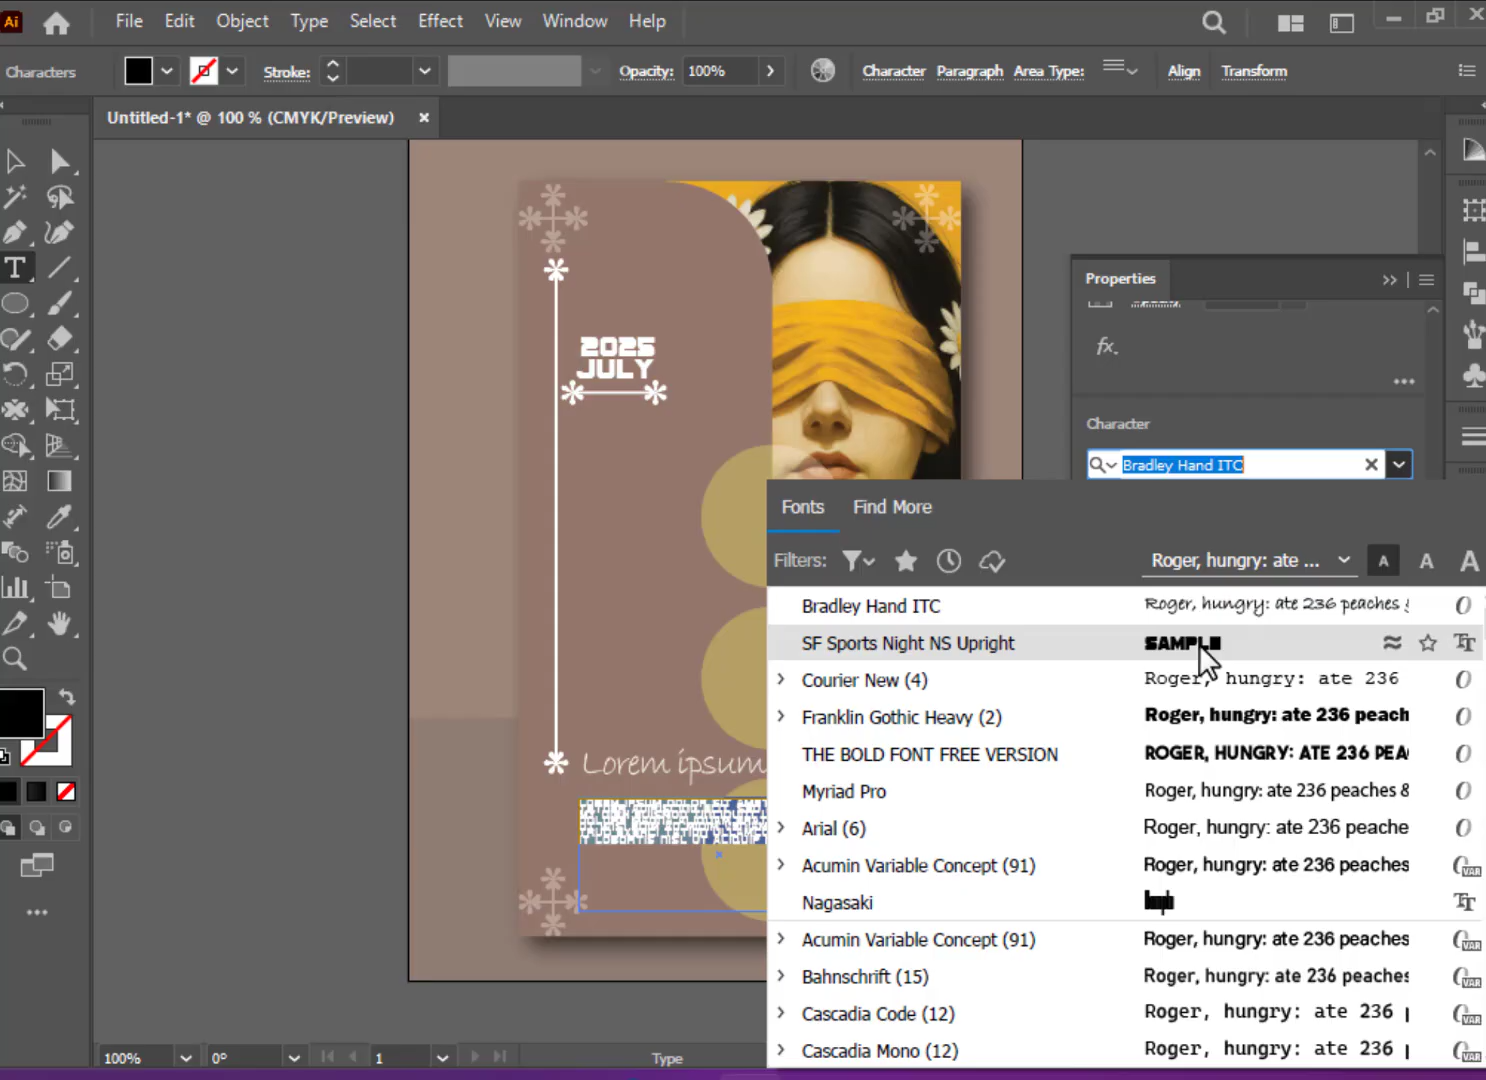 Ai File Edit Object Type Select Effect View Window Help
Characters Stroke: Opacity: 100% Character Paragraph Area Type: Align Transform
Untitled-1* @ 100 % (CMYK/Preview) ×
Properties
fx.
2025
JULY
Character
Bradley Hand ITC
Fonts Find More
Filters: Roger, hungry: ate ... A A A
Bradley Hand ITC Roger, hungry: ate 236 peaches
SF Sports Night NS Upright SAMPLE
Courier New (4) Roger, hungry: ate 236
Franklin Gothic Heavy (2) Roger, hungry: ate 236 peach
THE BOLD FONT FREE VERSION ROGER, HUNGRY: ATE 236 PEA
Lorem ipsum
Myriad Pro Roger, hungry: ate 236 peaches &
Arial (6) Roger, hungry: ate 236 peaches
Acumin Variable Concept (91) Roger, hungry: ate 236 peaches
Nagasaki
Acumin Variable Concept (91) Roger, hungry: ate 236 peaches
Bahnschrift (15) Roger, hungry: ate 236 peaches
Cascadia Code (12) Roger, hungry: ate 236
Cascadia Mono (12) Roger, hungry: ate 236
100% 0° 1 Type